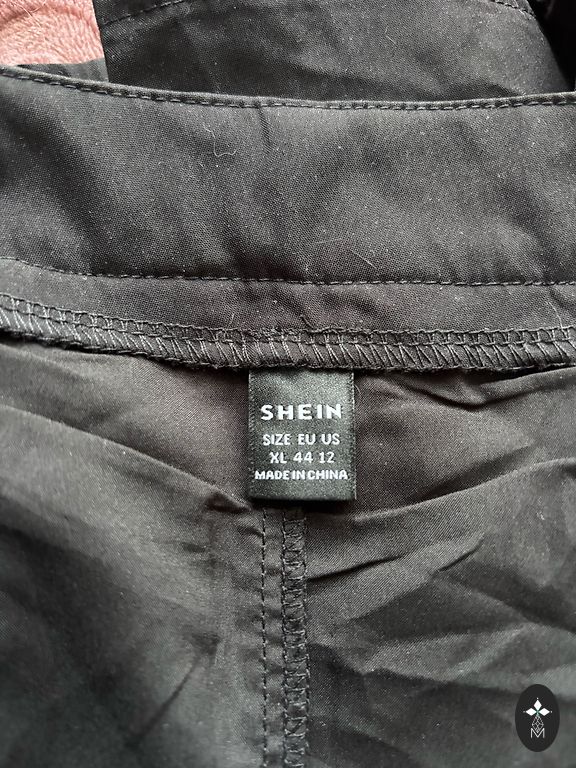 SHEIN
SIZE EU US
XL 44 12
MADE IN CHINA
M